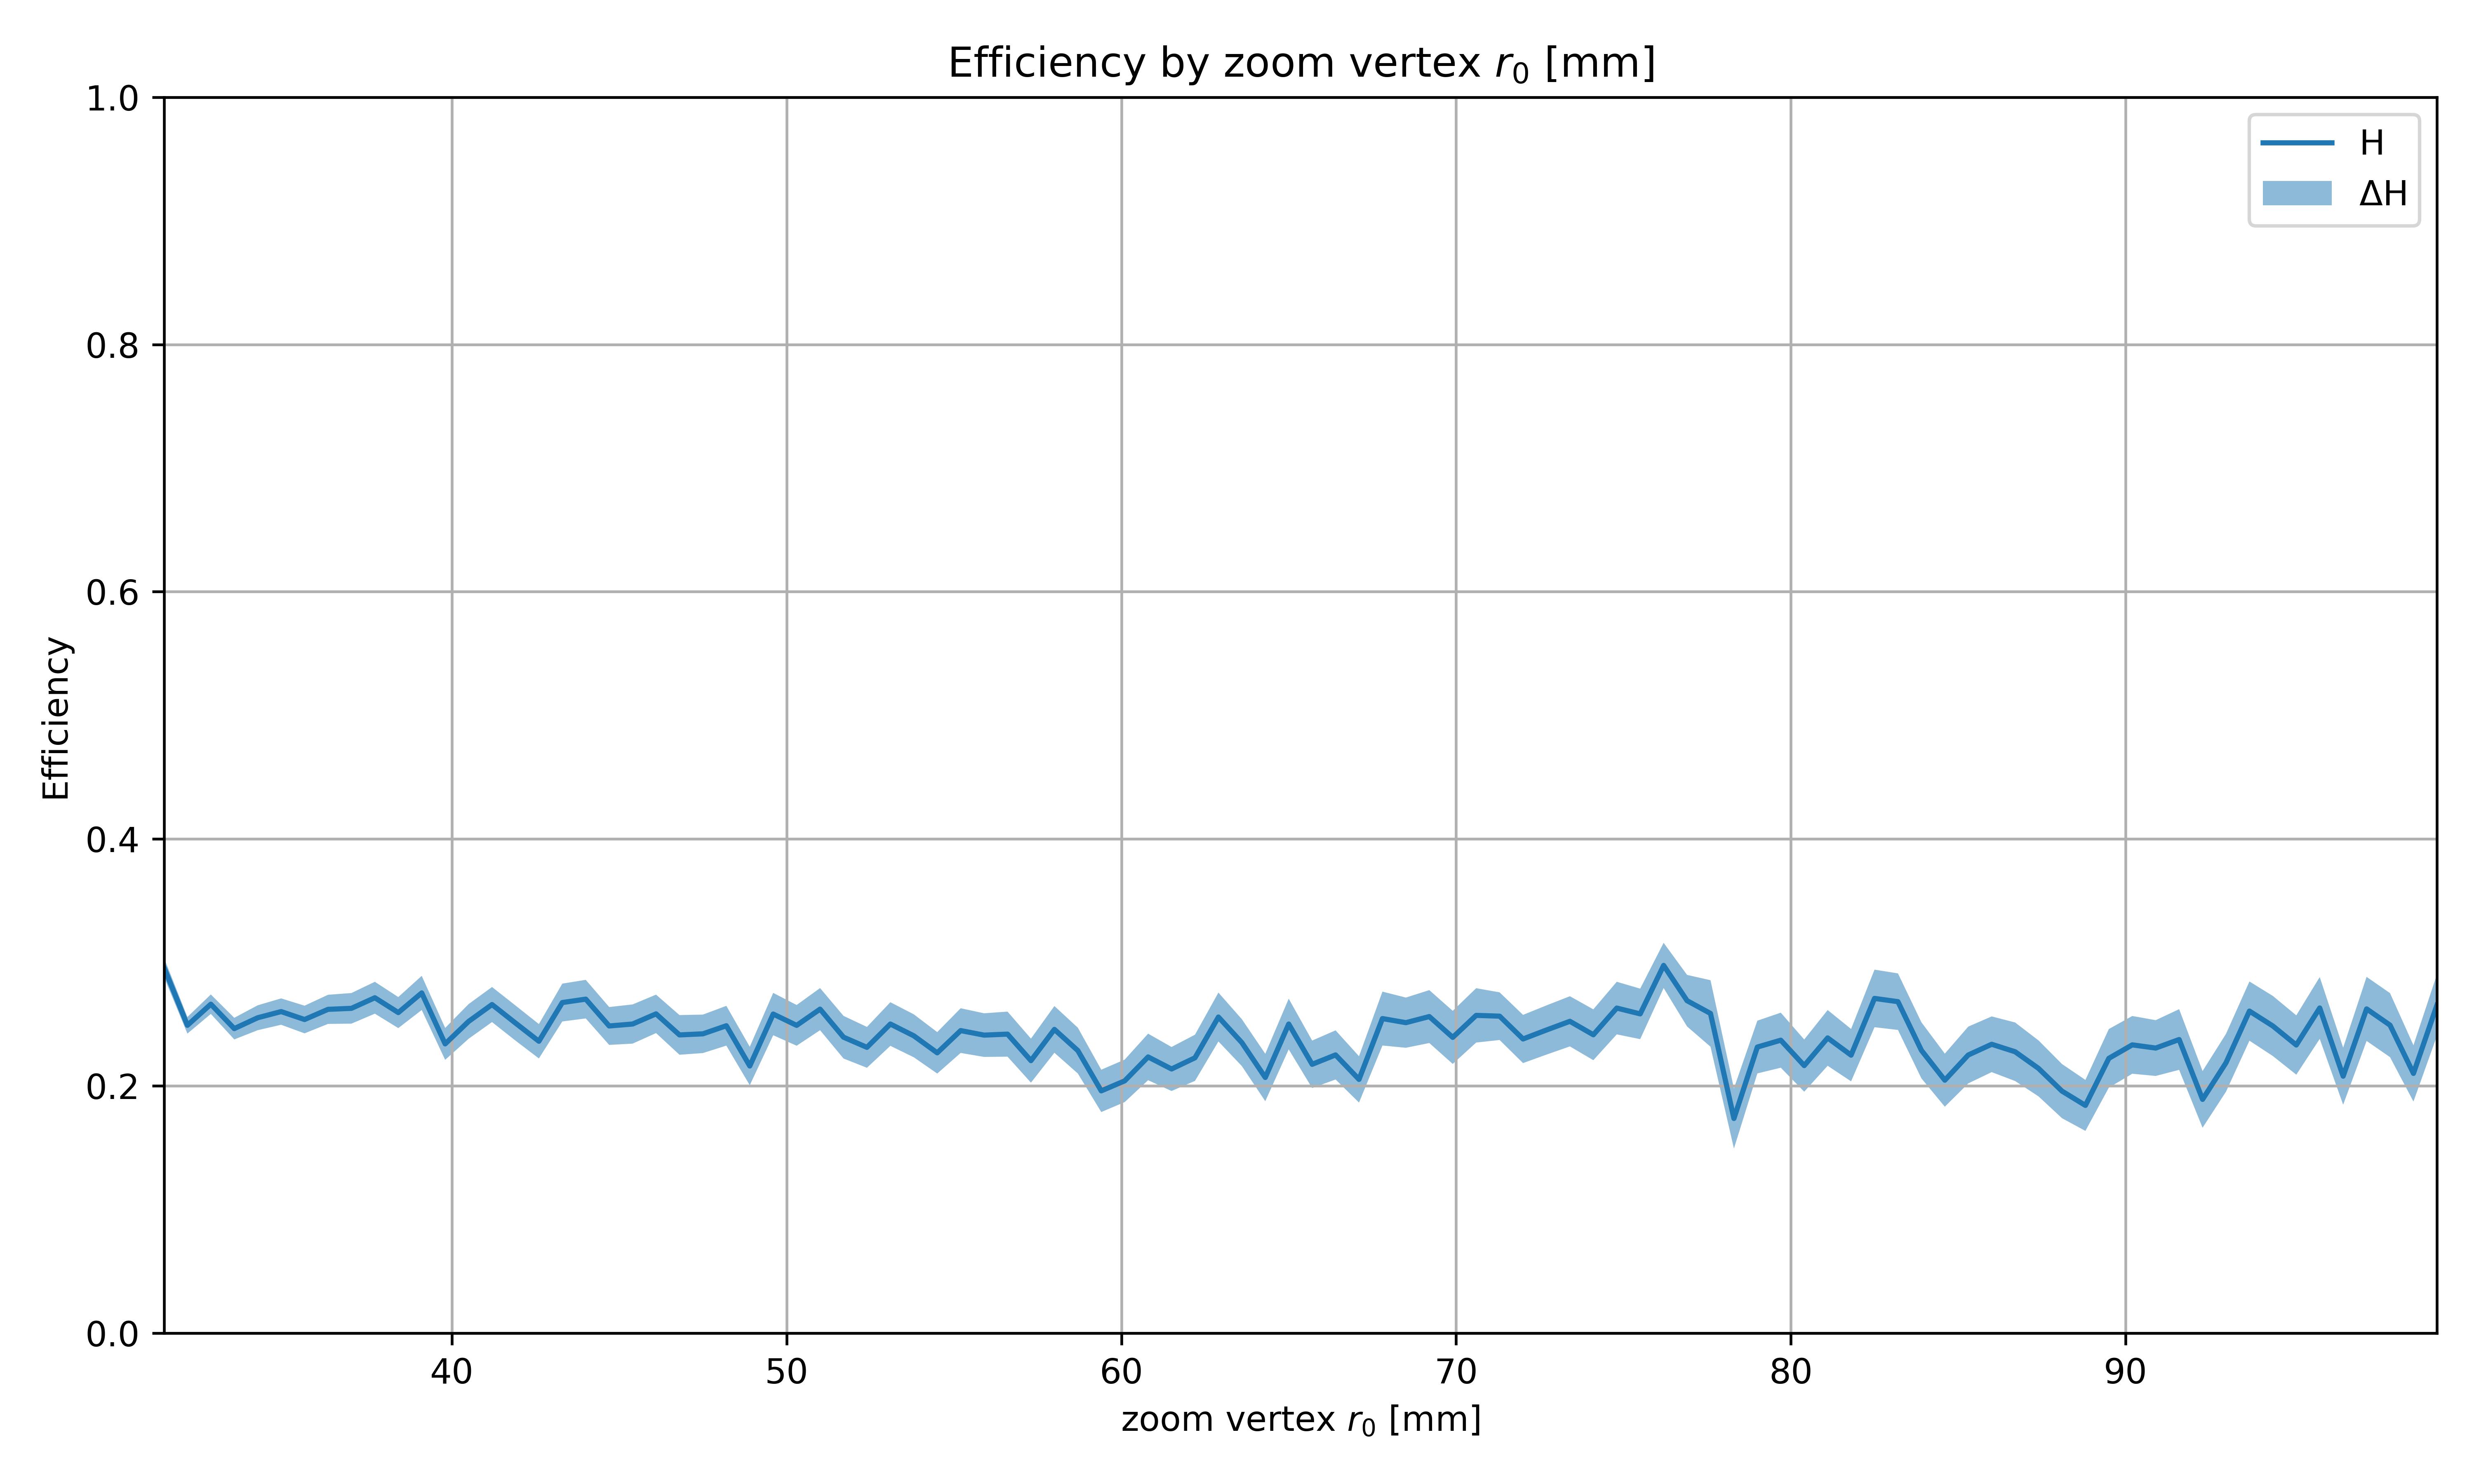 Efficiency by zoom vertex r₀ [mm]
H
ΔH
1.0
0.8
0.6
0.4
0.2
0.0
Efficiency
40 50 60 70 80 90
zoom vertex r₀ [mm]